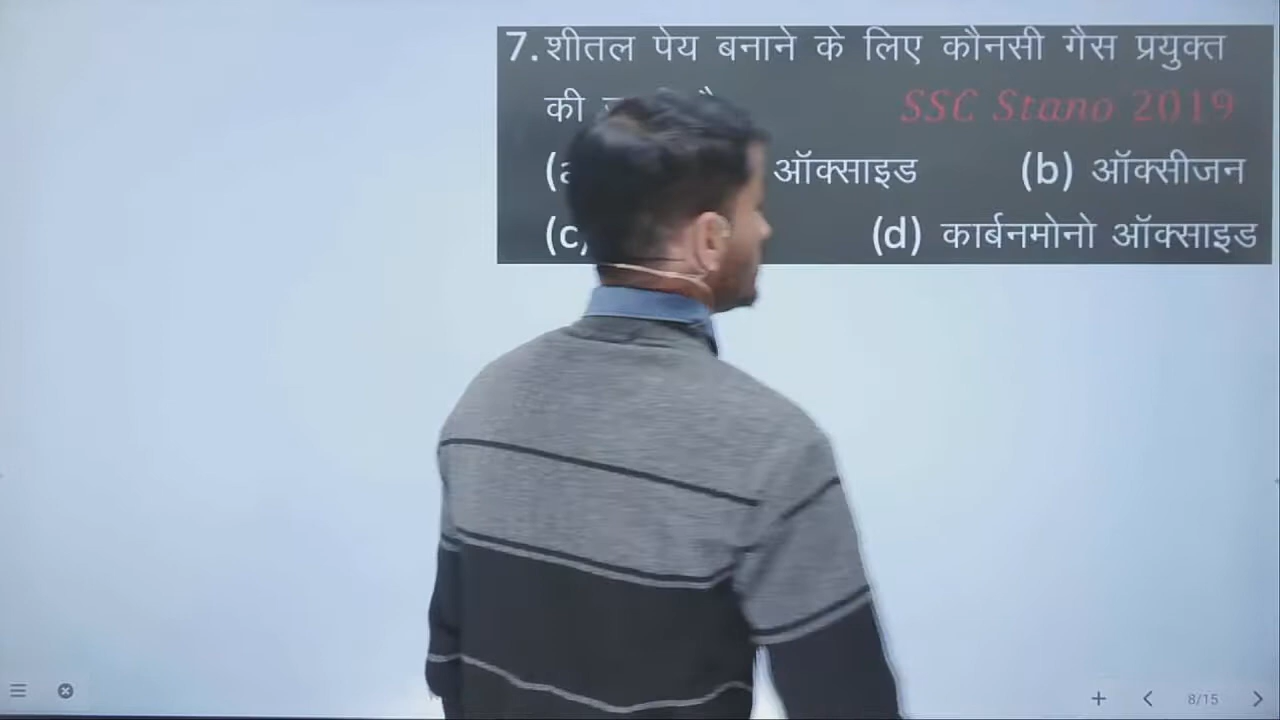 7. शीतल पेय बनाने के लिए कौनसी गैस प्रयुक्त
की SSC Stano 2019
ऑक्साइड (b) ऑक्सीजन
(d) कार्बनमोनो ऑक्साइड
8/15